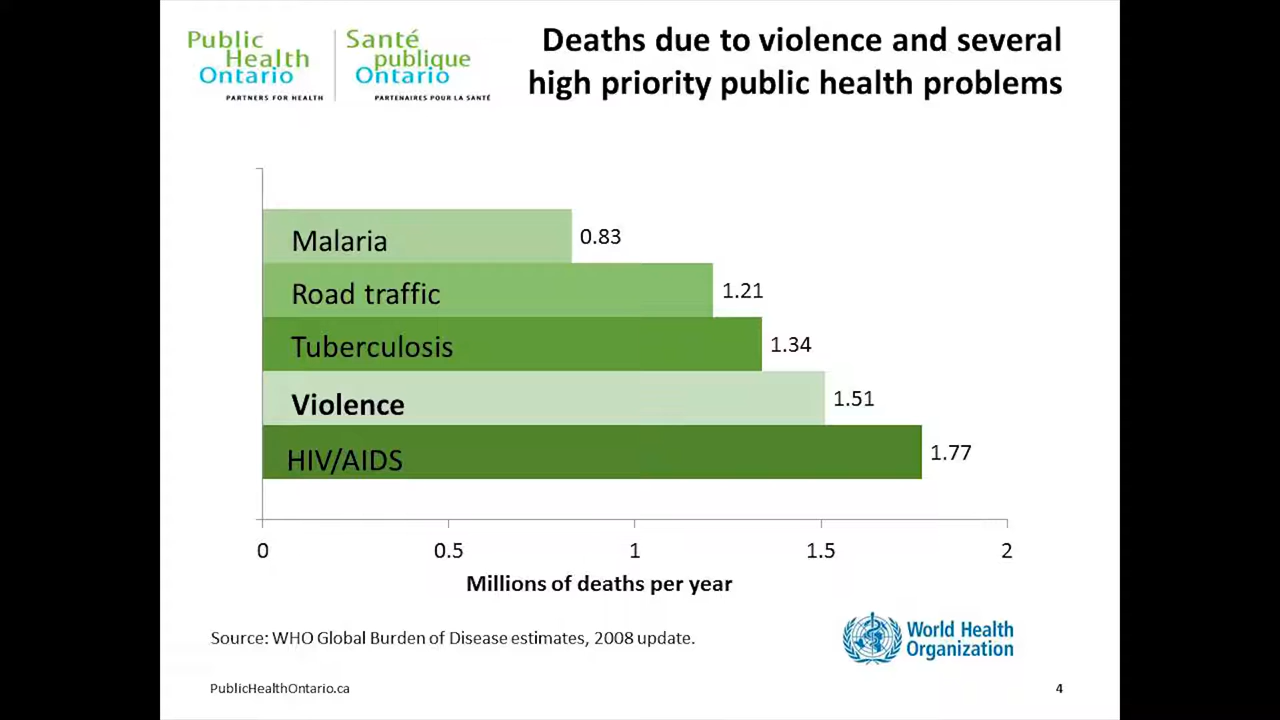 Public
Health
Ontario
PARTNERS FOR HEALTH
Santé
publique
Ontario
PARTENAIRES POUR LA SANTÉ
Deaths due to violence and several
high priority public health problems
Malaria
0.83
Road traffic
1.21
Tuberculosis
1.34
Violence
1.51
HIV/AIDS
1.77
0
0.5
1
1.5
2
Millions of deaths per year
Source: WHO Global Burden of Disease estimates, 2008 update.
World Health
Organization
PublicHealthOntario.ca
4